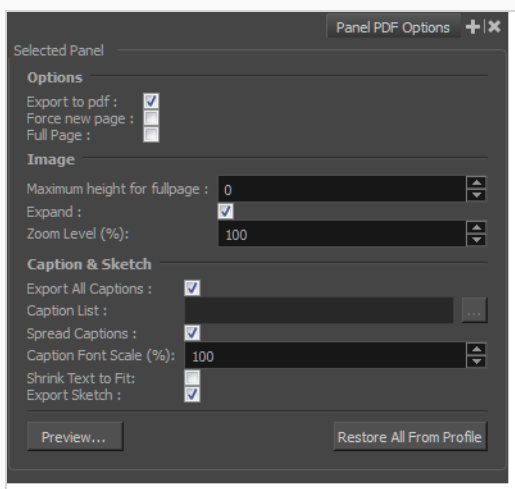 Panel PDF Options
Selected Panel
Options
Export to pdf :
Force new page :
Full Page :
Image
Maximum height for fullpage : 0
Expand :
Zoom Level (%): 100
Caption & Sketch
Export All Captions :
Caption List : ...
Spread Captions :
Caption Font Scale (%): 100
Shrink Text to Fit:
Export Sketch :
Preview... Restore All From Profile